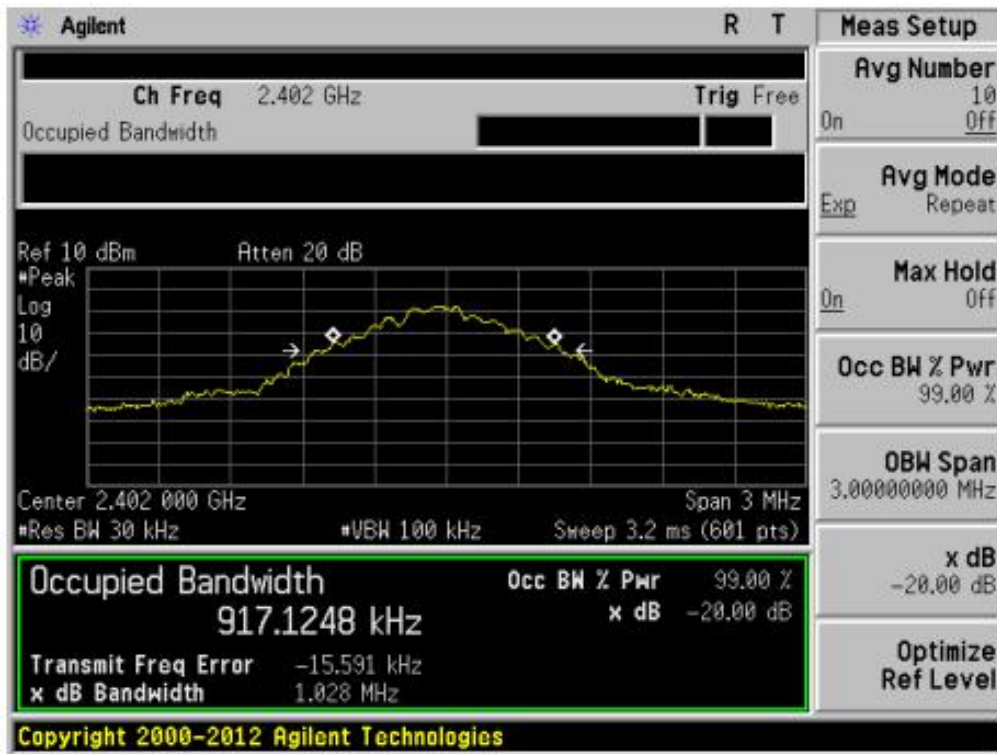 Agilent R T
Ch Freq 2.402 GHz Trig Free
Occupied Bandwidth
Ref 10 dBm Atten 20 dB
#Peak
Log
10
dB/
Center 2.402 000 GHz Span 3 MHz
#Res BW 30 kHz #VBW 100 kHz Sweep 3.2 ms (601 pts)
Occupied Bandwidth Occ BW % Pwr 99.00 %
917.1248 kHz x dB -20.00 dB
Transmit Freq Error -15.591 kHz
x dB Bandwidth 1.028 MHz
Copyright 2000-2012 Agilent Technologies
Meas Setup
Avg Number
10
On Off
Avg Mode
Exp Repeat
Max Hold
On Off
Occ BW % Pwr
99.00 %
OBW Span
3.00000000 MHz
x dB
-20.00 dB
Optimize
Ref Level